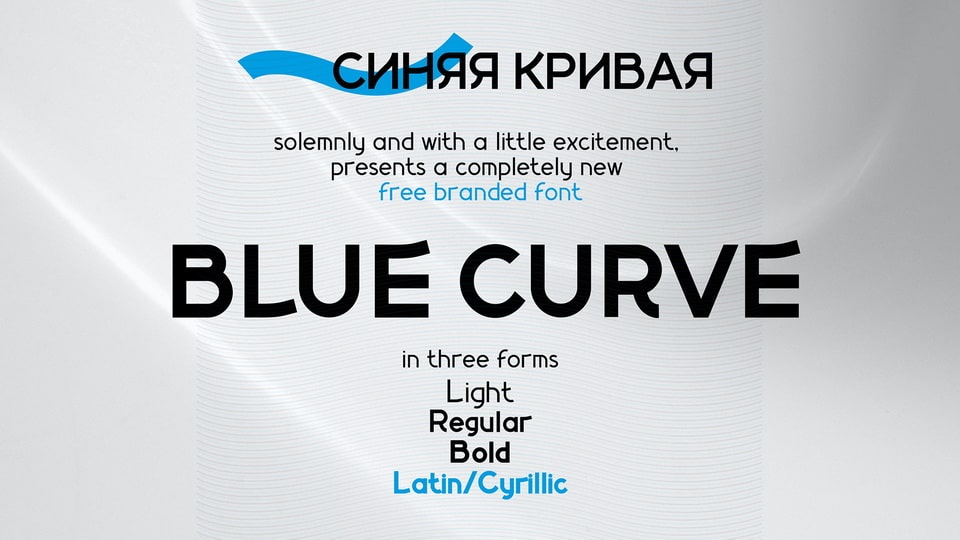 СИНЯЯ КРИВАЯ
solemnly and with a little excitement,
presents a completely new
free branded font
BLUE CURVE
in three forms
Light
Regular
Bold
Latin/Cyrillic